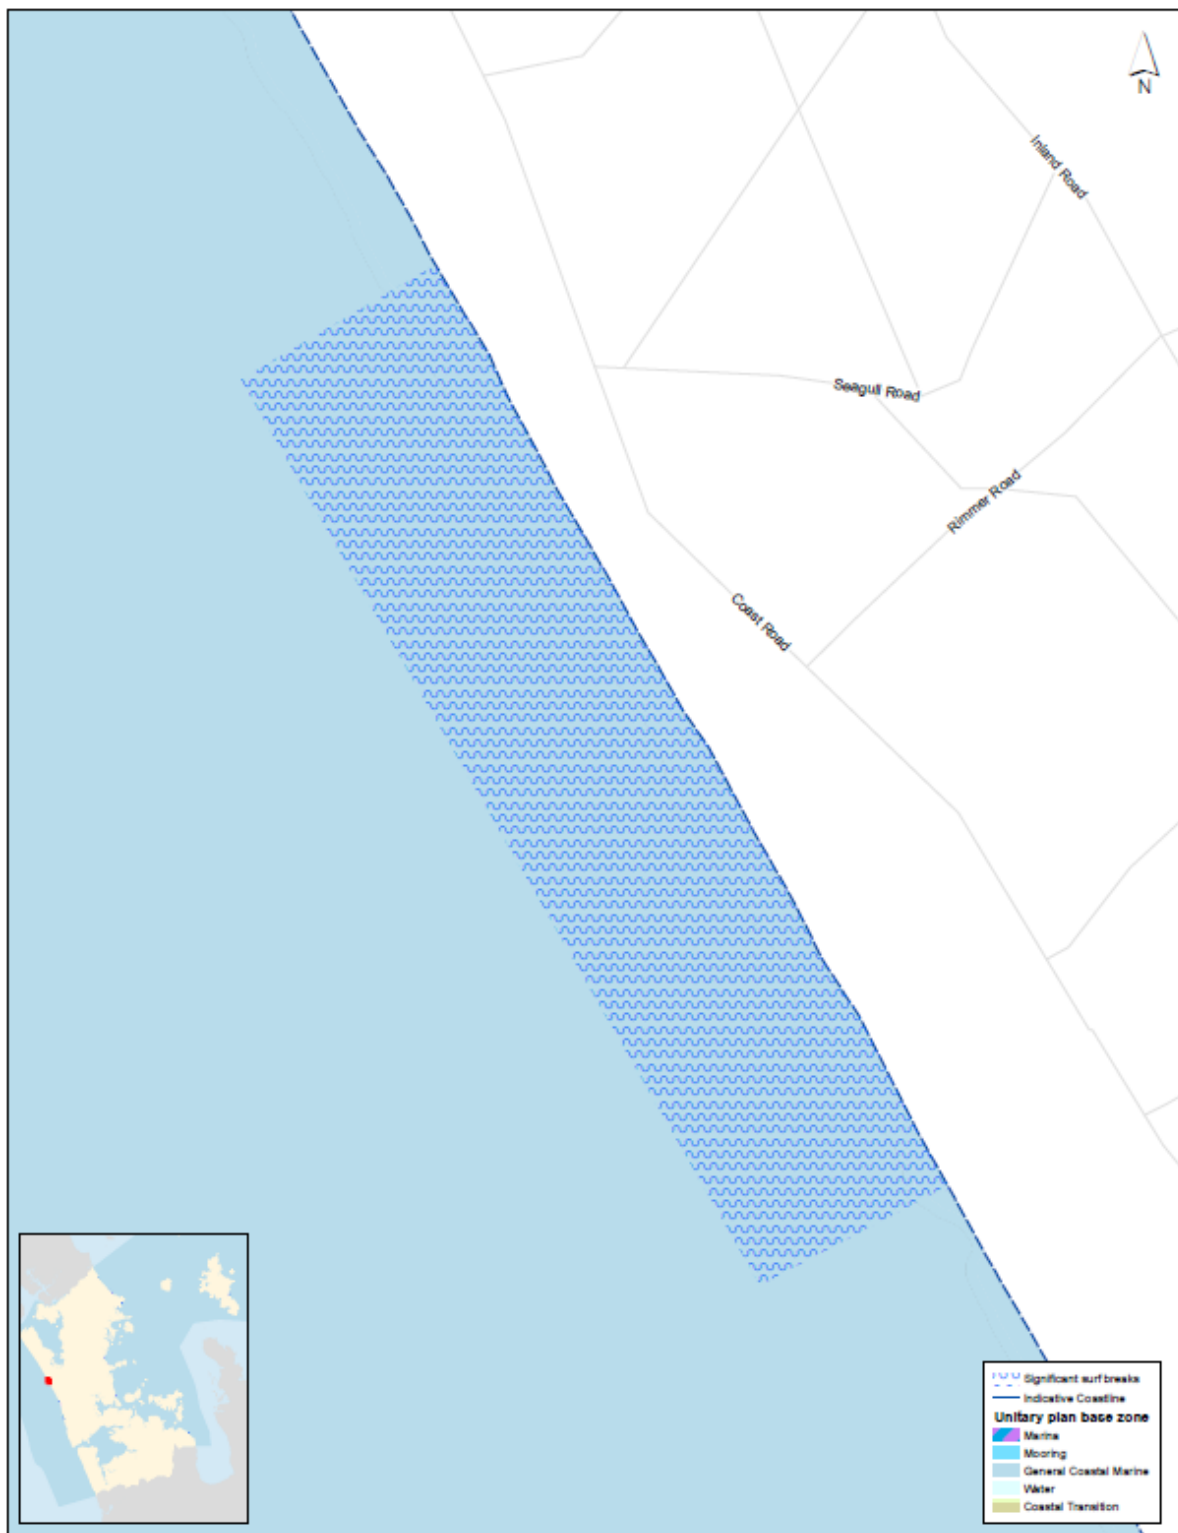 N
Inland Road
Seagull Road
Rimmer Road
Coast Road
Significant surf breaks
Indicative Coastline
Unitary plan base zone
Marina
Mooring
General Coastal Marine
Water
Coastal Transition